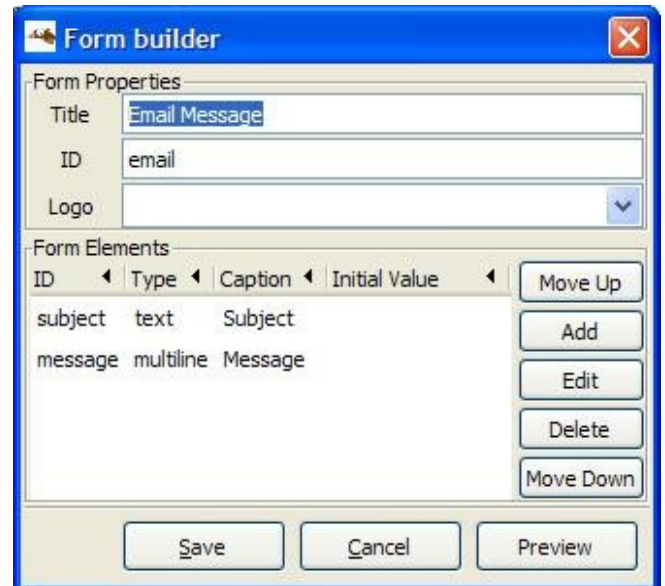 Form builder
Form Properties
Title Email Message
ID email
Logo
Form Elements
ID Type Caption Initial Value
subject text Subject
message multiline Message
Move Up
Add
Edit
Delete
Move Down
Save Cancel Preview